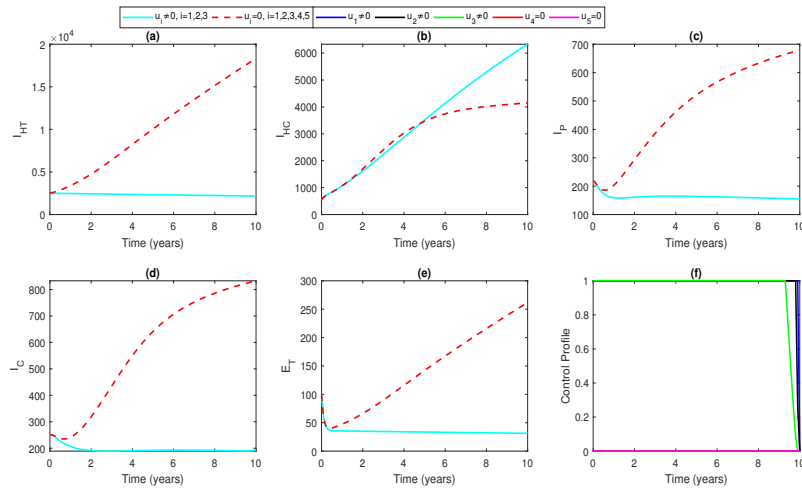 u_i≠0, i=1,2,3 u_i=0, i=1,2,3,4,5 u_1≠0 u_2≠0 u_3≠0 u_4=0 u_5=0
(a) (b) (c)
×10^4
2
1.5
1
0.5
0
I_HT
0 2 4 6 8 10
Time (years)
6000
5000
4000
3000
2000
1000
0
I_HC
0 2 4 6 8 10
Time (years)
700
600
500
400
300
200
100
I_P
0 2 4 6 8 10
Time (years)
(d) (e) (f)
800
700
600
500
400
300
200
I_C
0 2 4 6 8 10
Time (years)
300
250
200
150
100
50
0
E_T
0 2 4 6 8 10
Time (years)
1
0.8
0.6
0.4
0.2
0
Control Profile
0 2 4 6 8 10
Time (years)